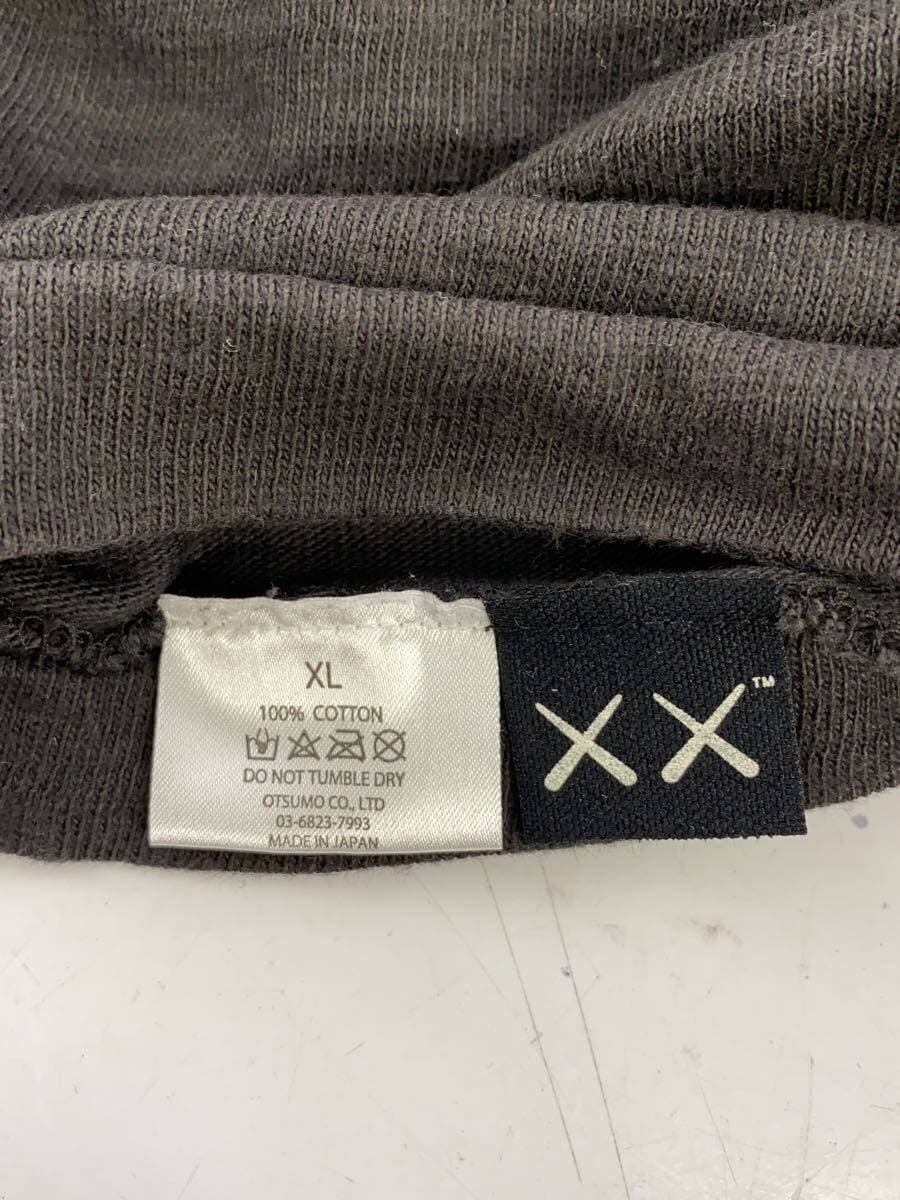 XL
100% COTTON
DO NOT TUMBLE DRY
OTSUMO CO., LTD
03-6823-7993
MADE IN JAPAN
XX™